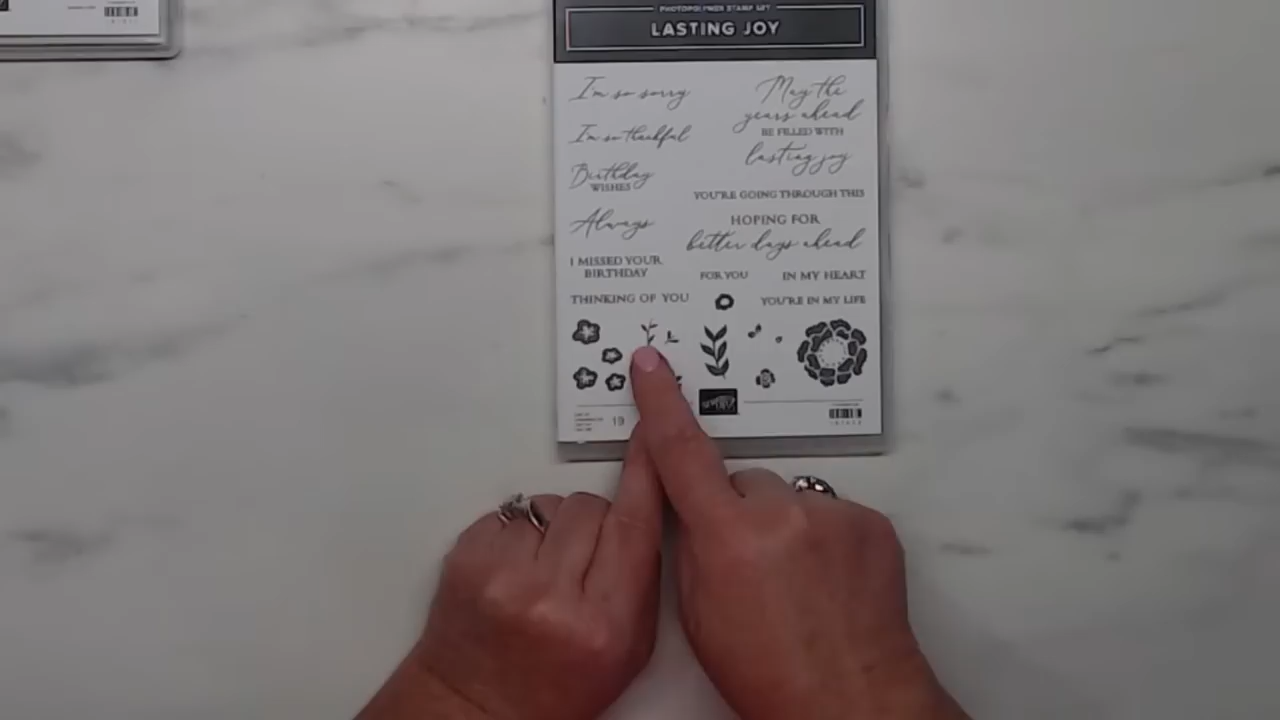 PHOTOPOLYMER STAMP SET
LASTING JOY
I'm so sorry
I'm so thankful
Birthday
WISHES
Always
I MISSED YOUR
BIRTHDAY
THINKING OF YOU
May the
years ahead
BE FILLED WITH
lasting joy
YOU'RE GOING THROUGH THIS
HOPING FOR
better days ahead
FOR YOU
IN MY HEART
YOU'RE IN MY LIFE
19